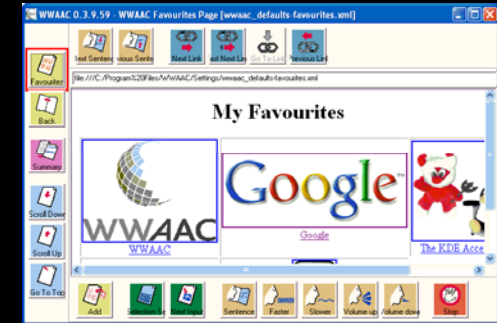 WWAAC 0.3.9.59 - WWAAC Favourites Page [wwaac_defaults-favourites.xml]
Next Link
Go To Link
file:///C:/Program%20Files/WWAAC/Settings/wwaac_defaults-favourites.xml
Favourites
Back
Summary
Scroll Down
Scroll Up
Go To Top
My Favourites
WWAAC
WWAAC
Google
Google
The KDE Acce
Add
Next Input
Sentence
Faster
Slower
Volume up
Volume down
Stop